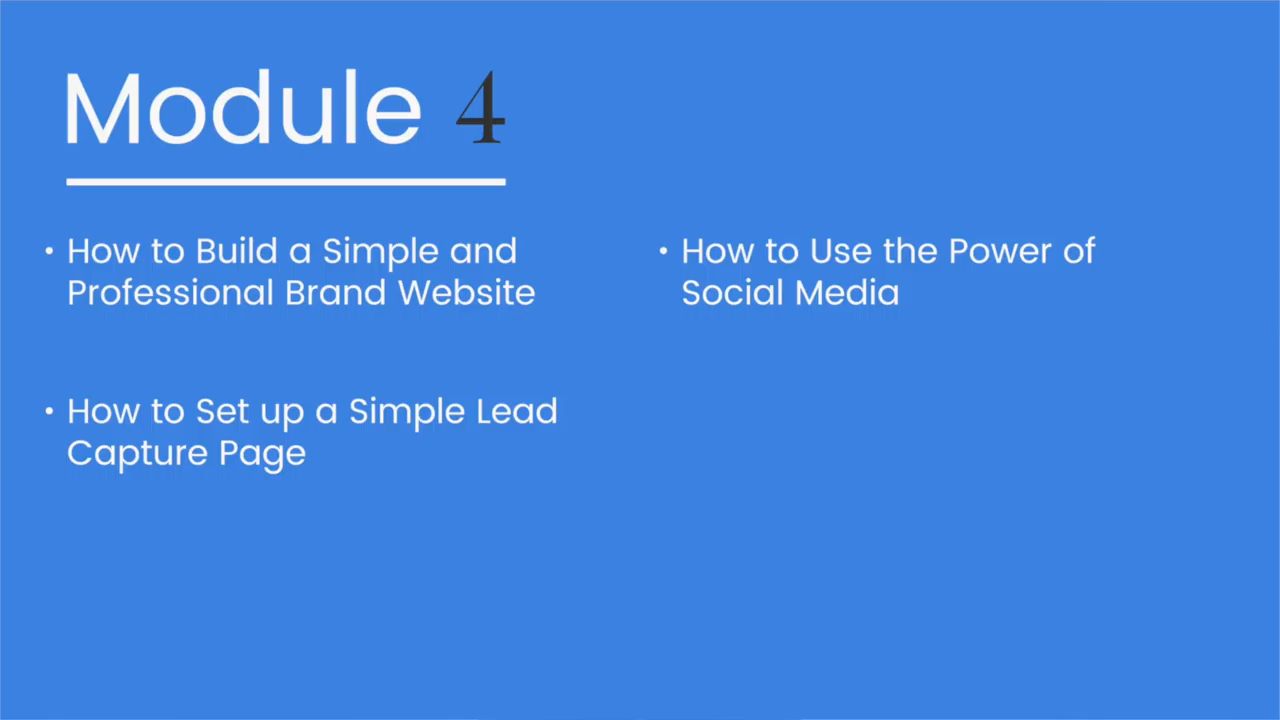 Module 4
• How to Build a Simple and
Professional Brand Website
• How to Set up a Simple Lead
Capture Page
• How to Use the Power of
Social Media